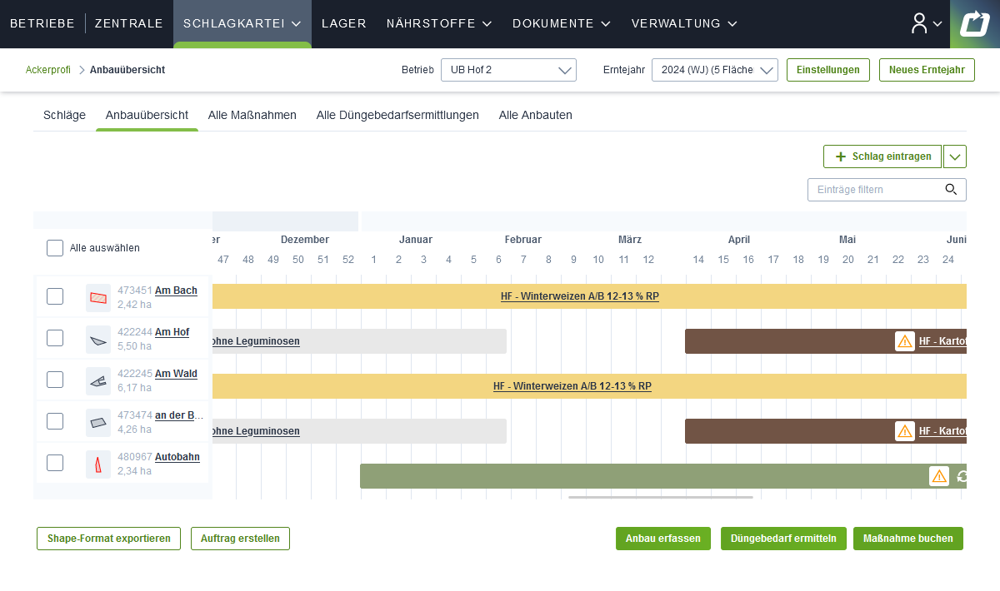 BETRIEBE ZENTRALE SCHLAGKARTEI LAGER NÄHRSTOFFE DOKUMENTE VERWALTUNG
Ackerprofi Anbauübersicht Betrieb UB Hof 2 Erntejahr 2024 (WJ) (5 Fläche Einstellungen Neues Erntejahr
Schläge Anbauübersicht Alle Maßnahmen Alle Düngebedarfsermittlungen Alle Anbauten
Schlag eintragen
Einträge filtern
er Dezember Januar Februar März April Mai Juni
Alle auswählen
47 48 49 50 51 52 1 2 3 4 5 6 7 8 9 10 11 12 14 15 16 17 18 19 20 21 22 23 24
473451 Am Bach
2,42 ha
HF - Winterweizen A/B 12-13 % RP
422244 Am Hof
5,50 ha
ohne Leguminosen HF - Kartof
422245 Am Wald
6,17 ha
HF - Winterweizen A/B 12-13 % RP
473474 an der B...
4,26 ha
ohne Leguminosen HF - Kartof
480967 Autobahn
2,34 ha
Shape-Format exportieren Auftrag erstellen Anbau erfassen Düngebedarf ermitteln Maßnahme buchen